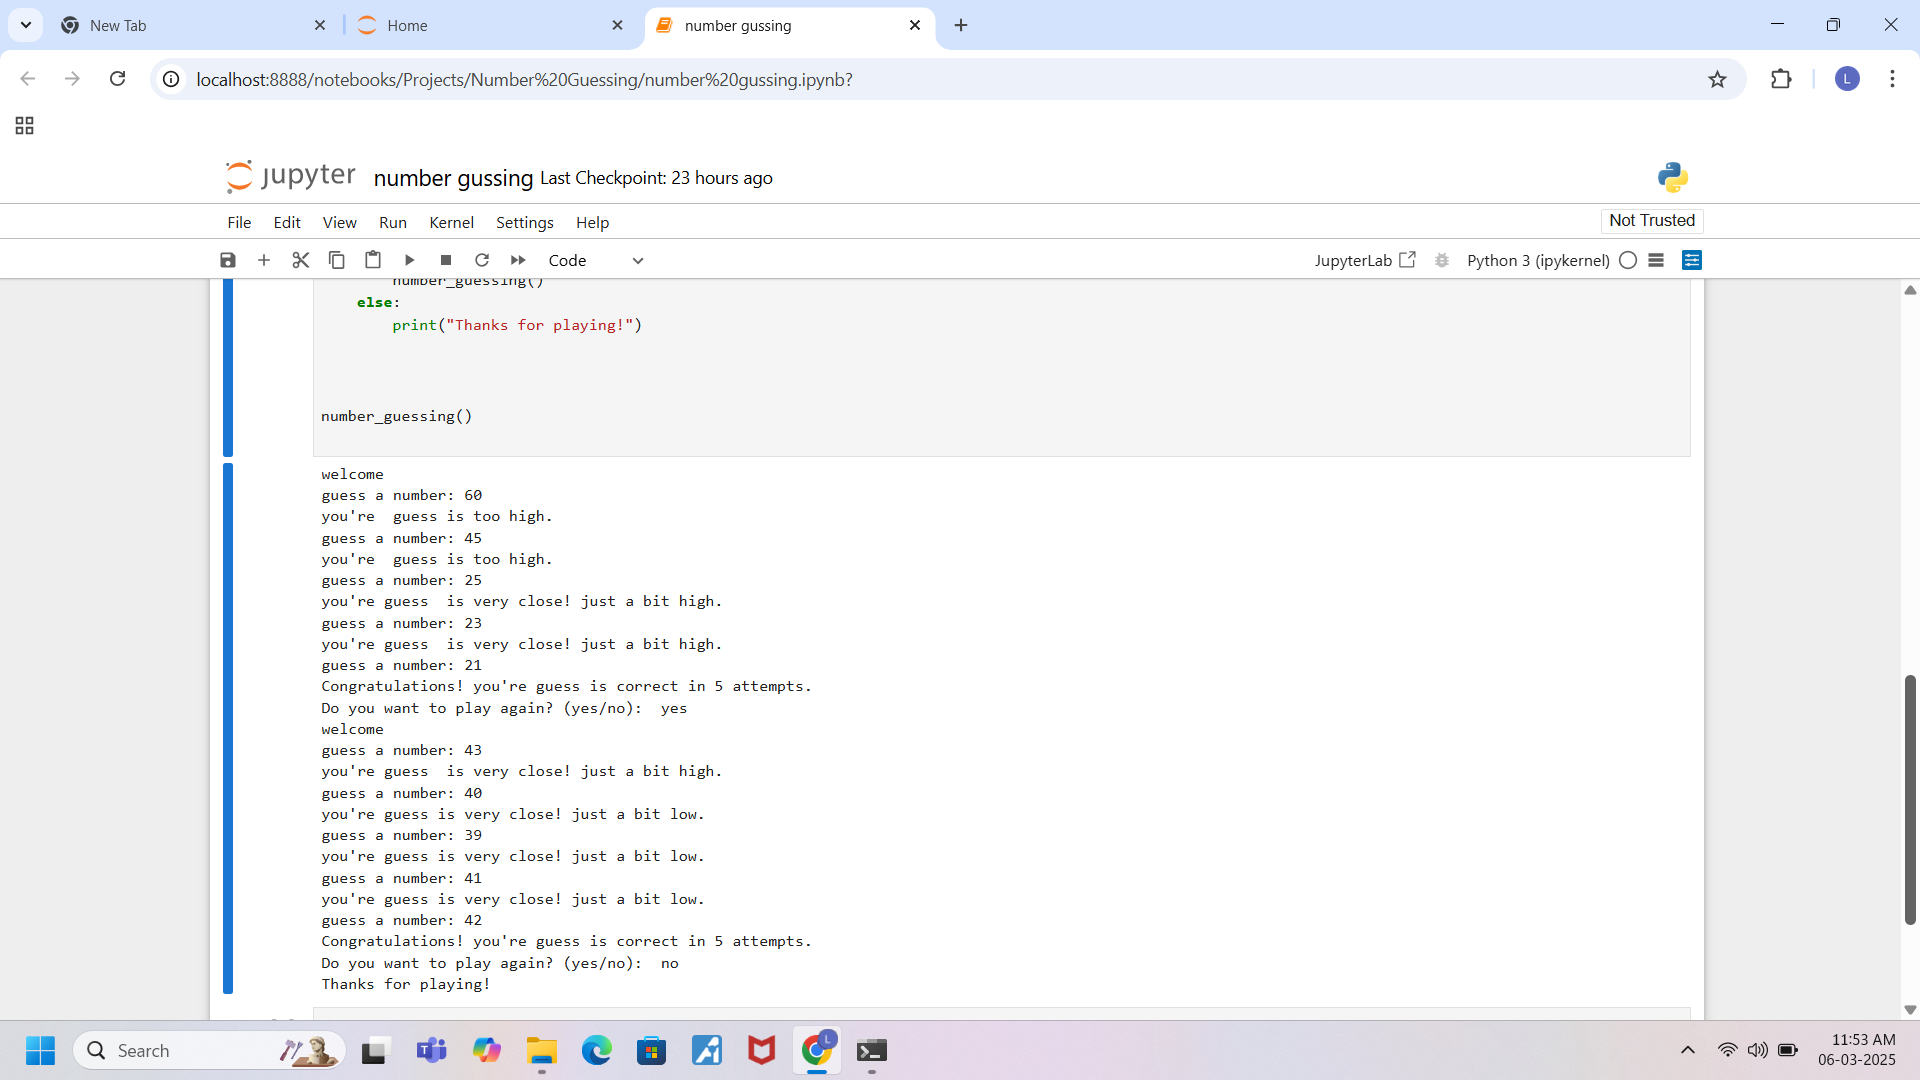 New Tab
Home
number gussing
localhost:8888/notebooks/Projects/Number%20Guessing/number%20gussing.ipynb?
L
jupyter number gussing Last Checkpoint: 23 hours ago
File Edit View Run Kernel Settings Help
Not Trusted
Code
JupyterLab
Python 3 (ipykernel)
number_guessing()
else:
print("Thanks for playing!")
number_guessing()
welcome
guess a number: 60
you're  guess is too high.
guess a number: 45
you're  guess is too high.
guess a number: 25
you're guess  is very close! just a bit high.
guess a number: 23
you're guess  is very close! just a bit high.
guess a number: 21
Congratulations! you're guess is correct in 5 attempts.
Do you want to play again? (yes/no):  yes
welcome
guess a number: 43
you're guess  is very close! just a bit high.
guess a number: 40
you're guess is very close! just a bit low.
guess a number: 39
you're guess is very close! just a bit low.
guess a number: 41
you're guess is very close! just a bit low.
guess a number: 42
Congratulations! you're guess is correct in 5 attempts.
Do you want to play again? (yes/no):  no
Thanks for playing!
Search
L
11:53 AM
06-03-2025